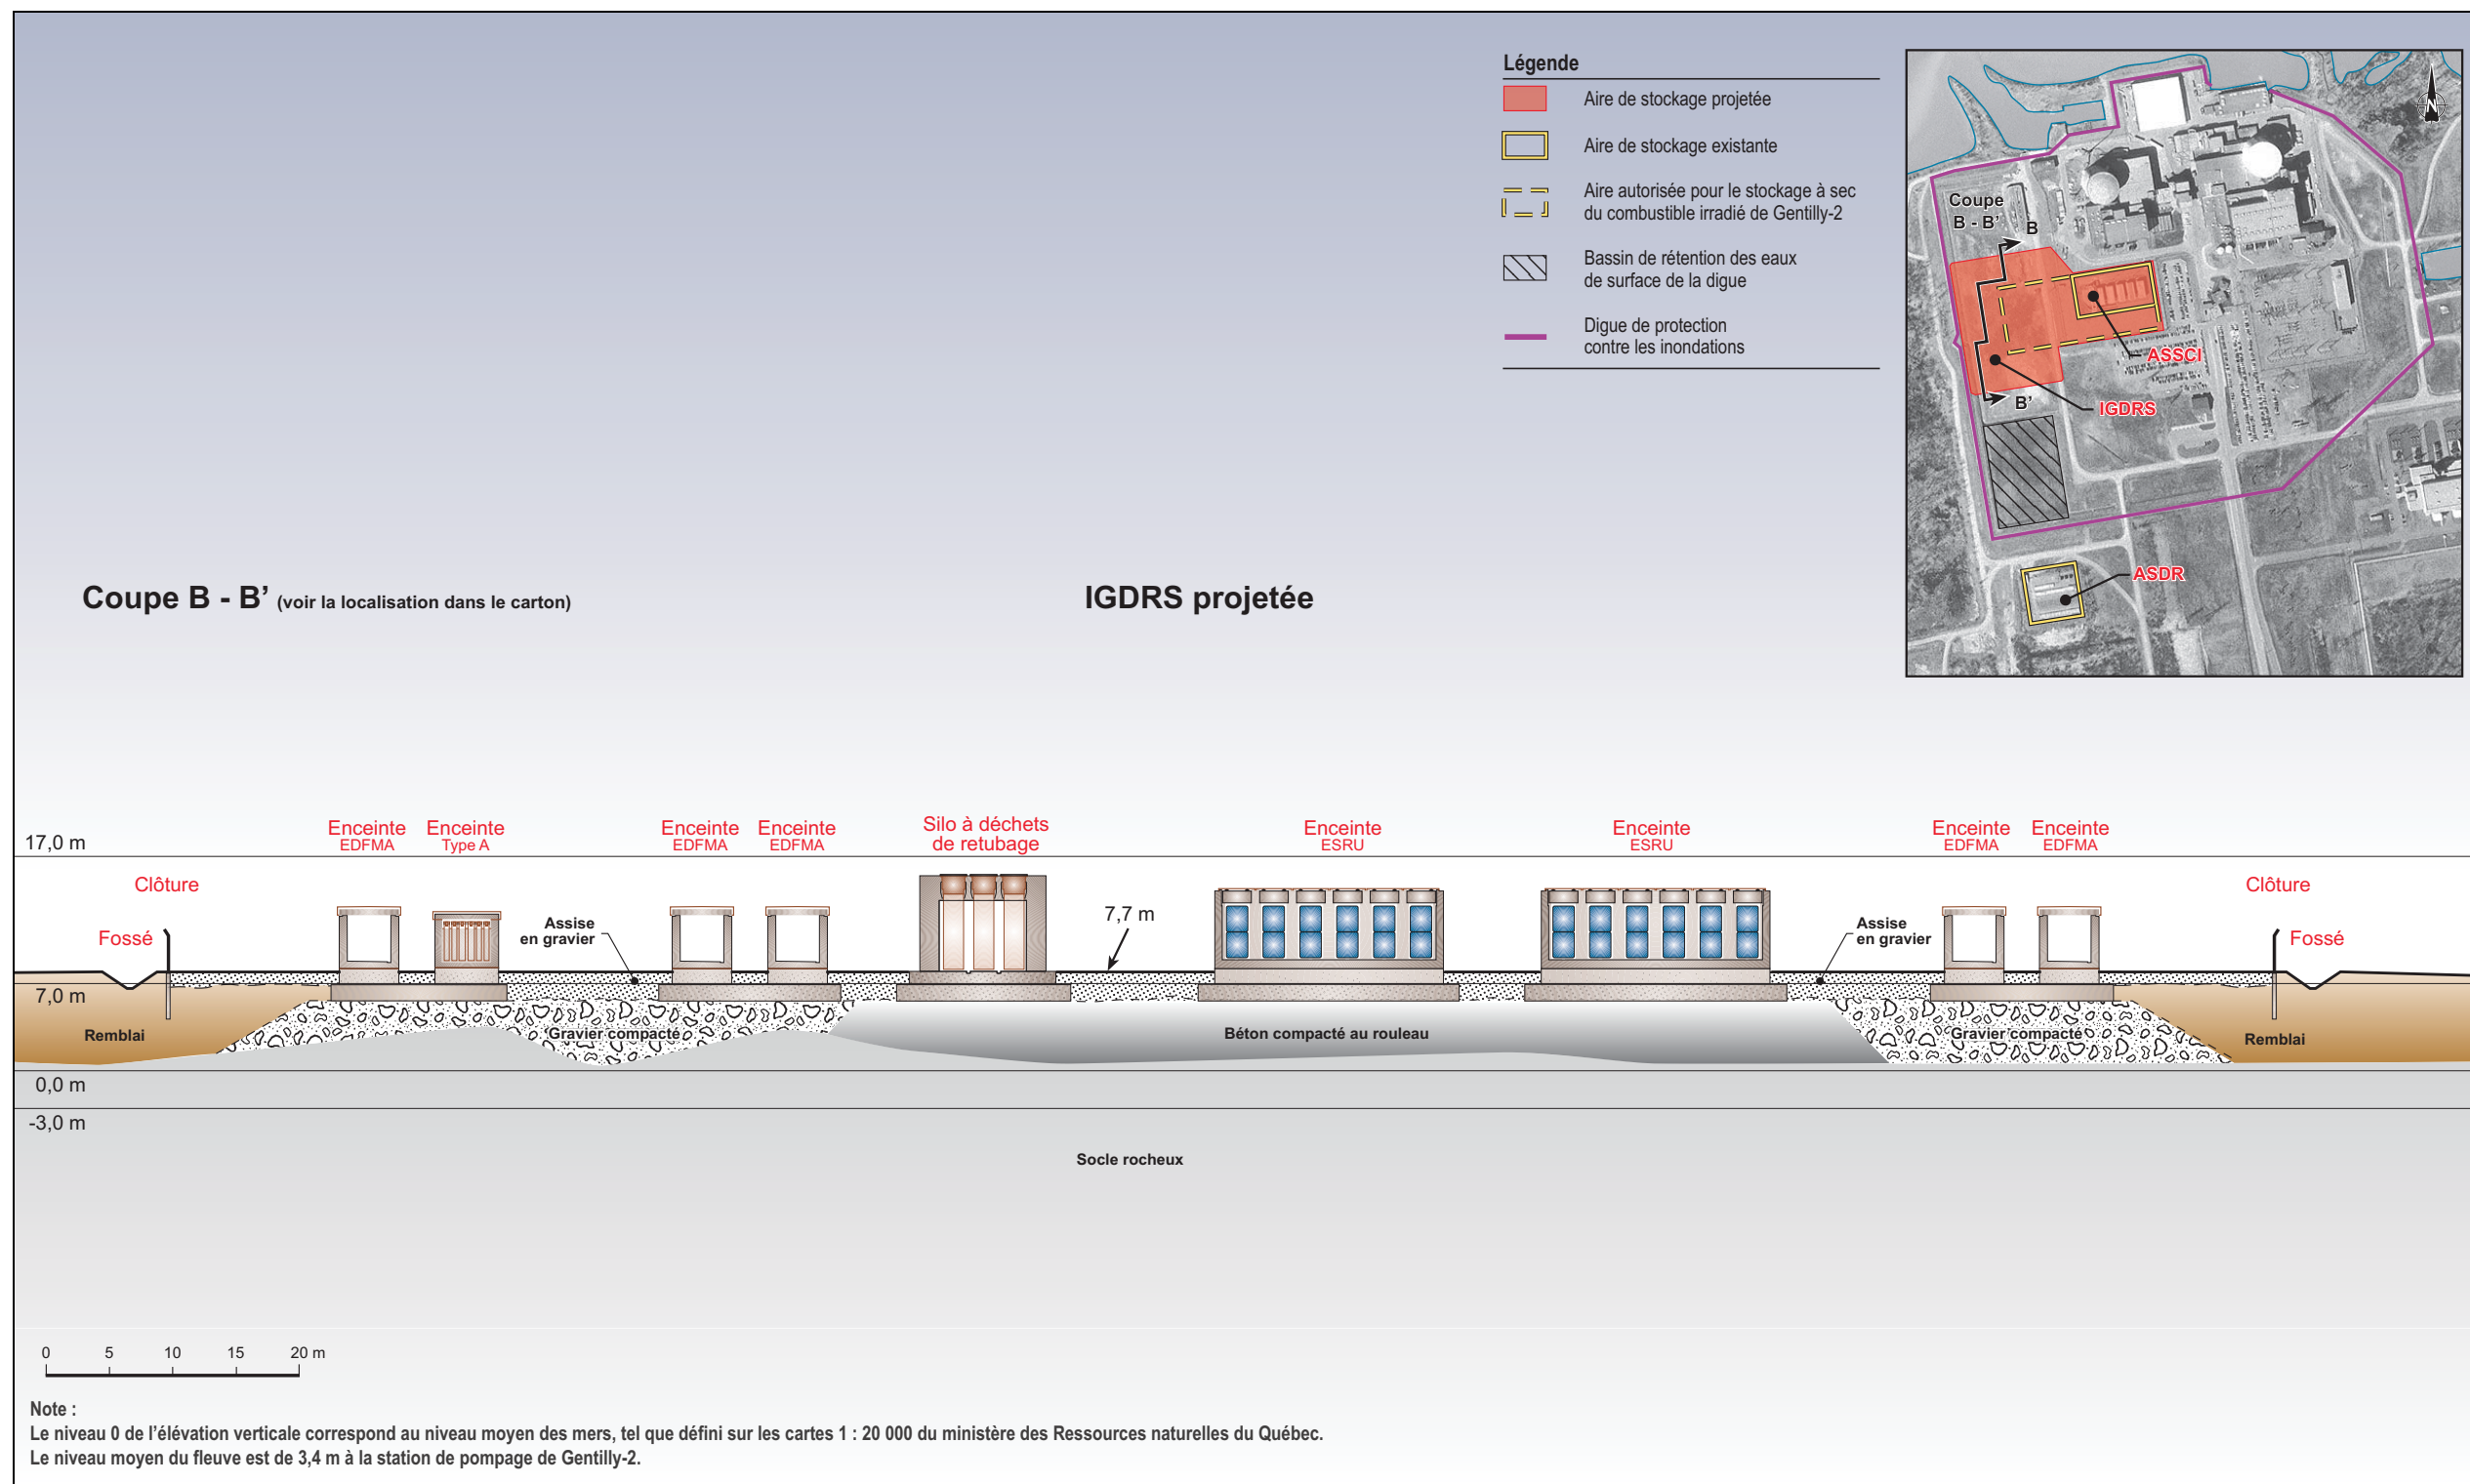 Légende
Aire de stockage projetée
Aire de stockage existante
Aire autorisée pour le stockage à sec
du combustible irradié de Gentilly-2
Bassin de rétention des eaux
de surface de la digue
Digue de protection
contre les inondations
N
Coupe
B - B’
B
ASSCI
B’
IGDRS
ASDR
Coupe B - B’ (voir la localisation dans le carton)
IGDRS projetée
17,0 m
Enceinte
EDFMA
Enceinte
Type A
Enceinte
EDFMA
Enceinte
EDFMA
Silo à déchets
de retubage
Enceinte
ESRU
Enceinte
ESRU
Enceinte
EDFMA
Enceinte
EDFMA
Clôture
Fossé
Assise
en gravier
7,7 m
Assise
en gravier
Clôture
Fossé
7,0 m
Remblai
Gravier compacté
Béton compacté au rouleau
Gravier compacté
Remblai
0,0 m
-3,0 m
Socle rocheux
0 5 10 15 20 m
Note :
Le niveau 0 de l’élévation verticale correspond au niveau moyen des mers, tel que défini sur les cartes 1 : 20 000 du ministère des Ressources naturelles du Québec.
Le niveau moyen du fleuve est de 3,4 m à la station de pompage de Gentilly-2.